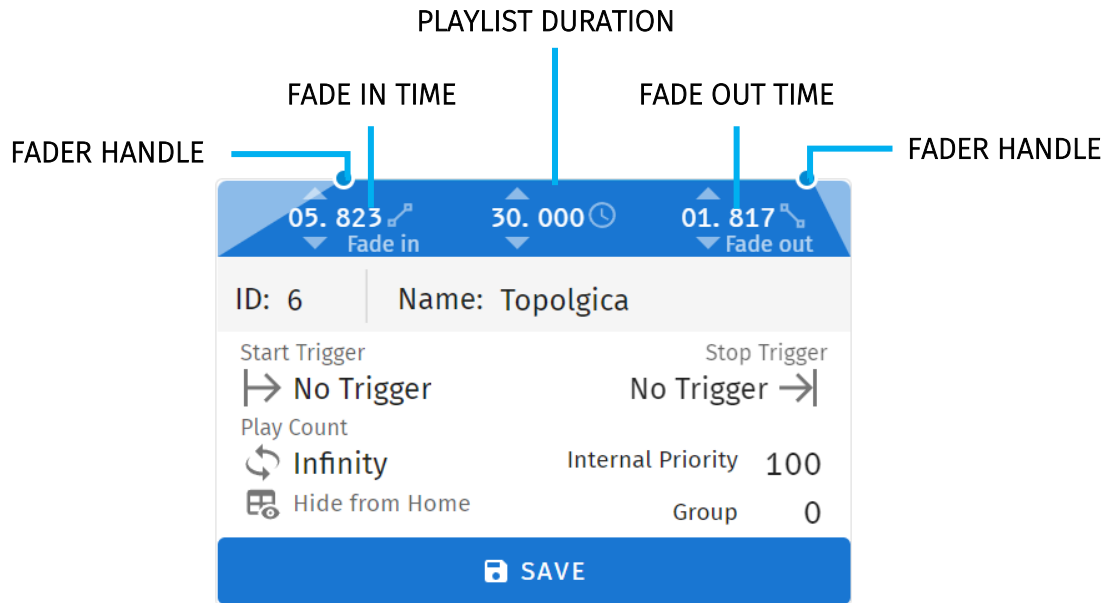 PLAYLIST DURATION
FADE IN TIME
FADE OUT TIME
FADER HANDLE
FADER HANDLE
05. 823
30. 000
01. 817
Fade in
Fade out
ID: 6
Name: Topolgica
Start Trigger
Stop Trigger
No Trigger
No Trigger
Play Count
Infinity
Internal Priority 100
Hide from Home
Group 0
SAVE